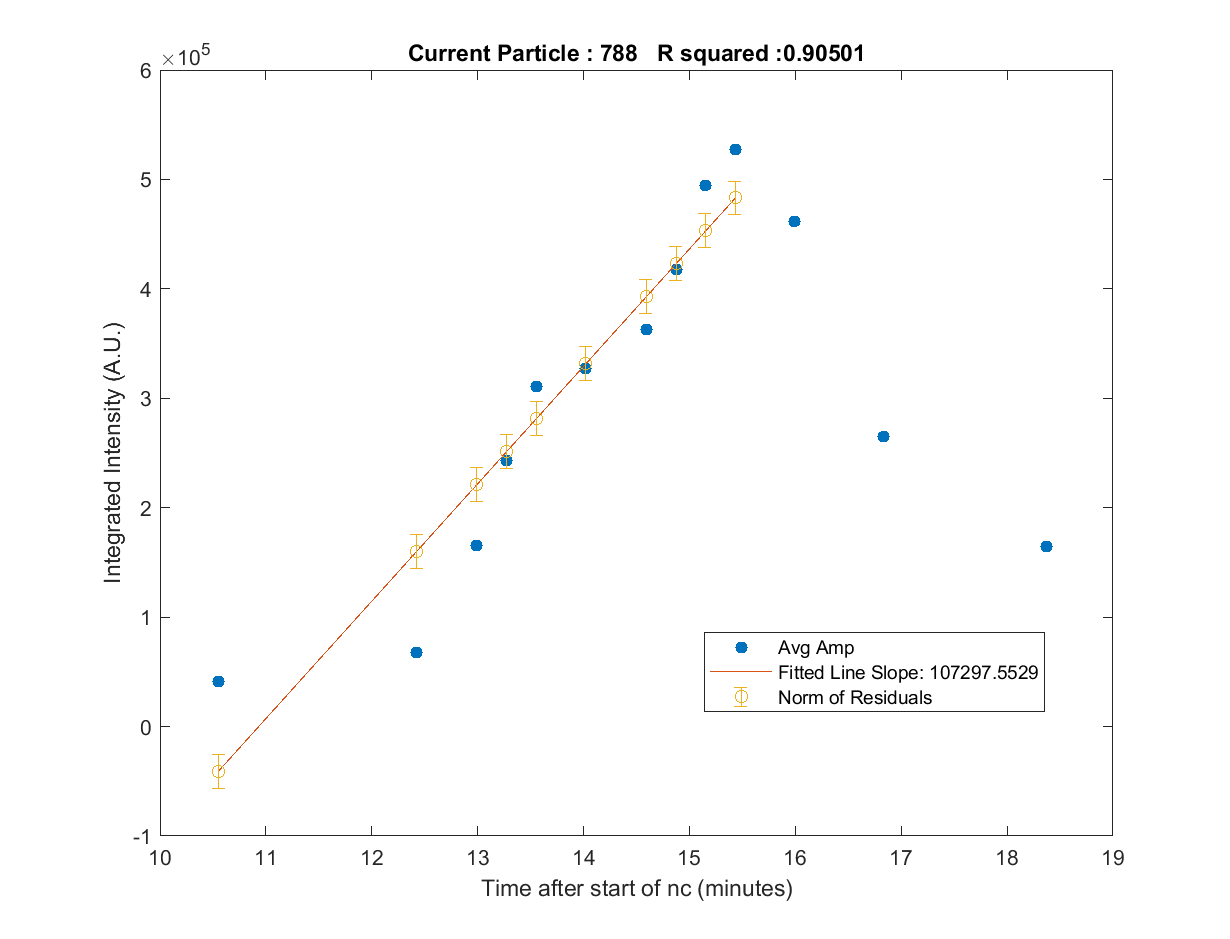 Current Particle : 788   R squared :0.90501
×10^5
6
5
4
3
2
1
0
-1
Integrated Intensity (A.U.)
Avg Amp
Fitted Line Slope: 107297.5529
Norm of Residuals
10 11 12 13 14 15 16 17 18 19
Time after start of nc (minutes)